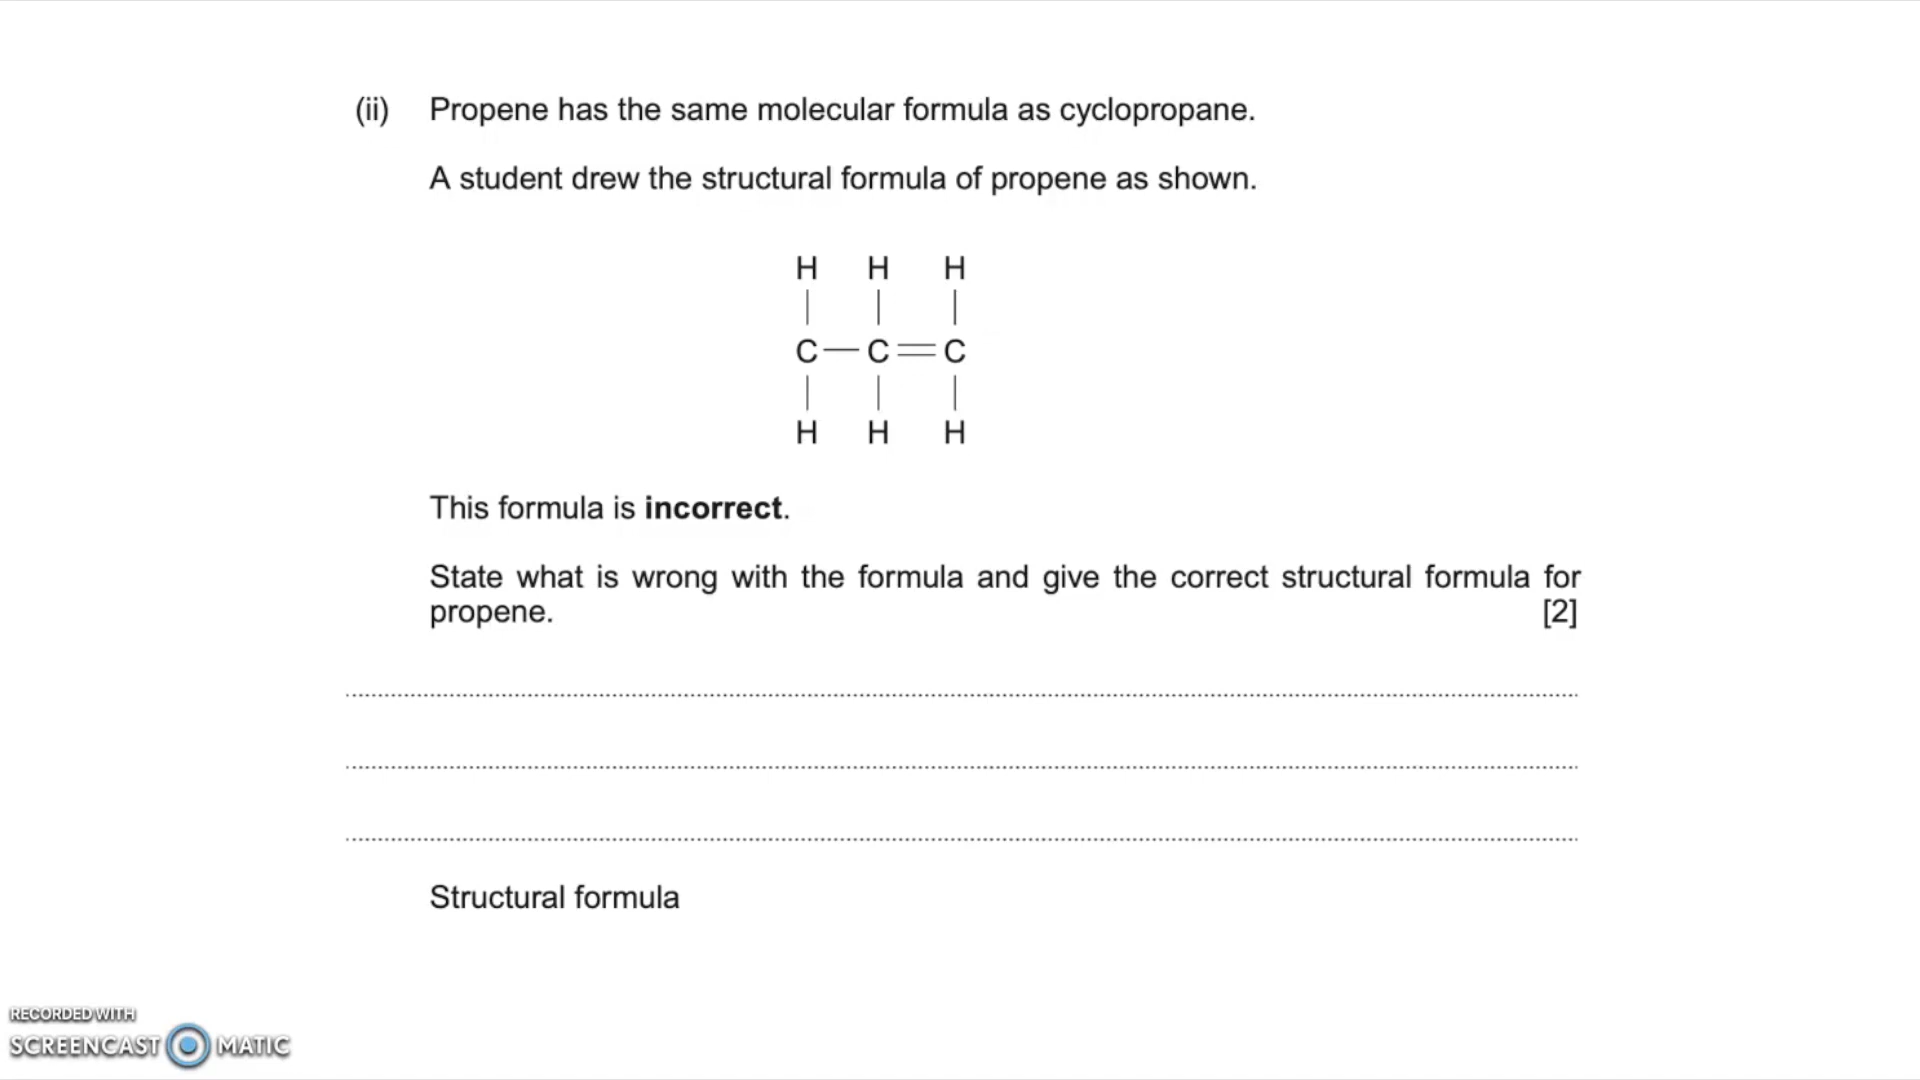 (ii) Propene has the same molecular formula as cyclopropane.
A student drew the structural formula of propene as shown.
H H H
C C C
H H H
This formula is incorrect.
State what is wrong with the formula and give the correct structural formula for
propene. [2]
Structural formula
RECORDED WITH
SCREENCAST MATIC